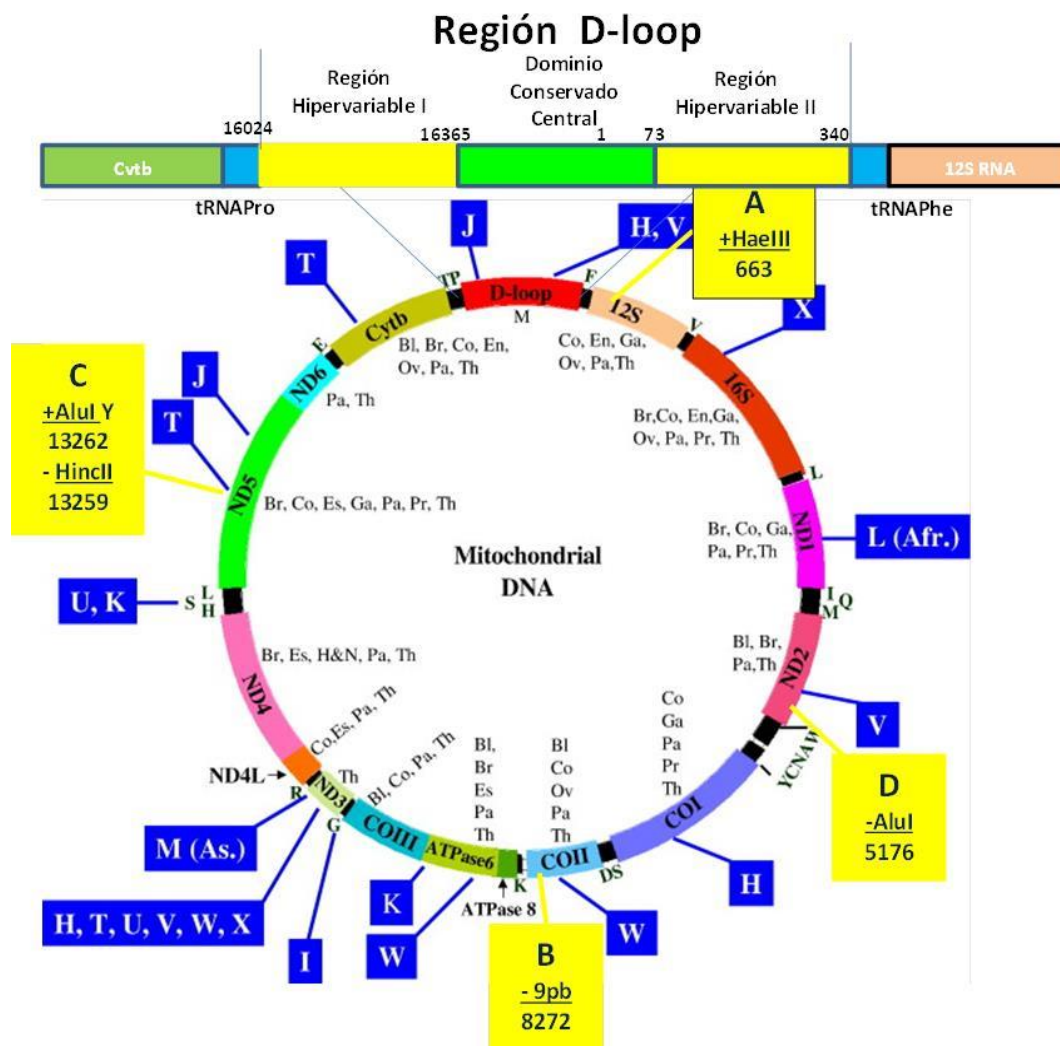 Región D-loop
Región
Hipervariable I
Dominio
Conservado
Central
Región
Hipervariable II
16024
16365
1
73
340
Cytb
12S RNA
tRNAPro
tRNAPhe
A
+HaeIII
663
J
H, V
T
X
TP
D-loop
F
M
12S
V
Cytb
E
ND6
16S
Bl, Br, Co, En,
Ov, Pa, Th
Co, En, Ga,
Ov, Pa,Th
Pa, Th
Br,Co, En,Ga,
Ov, Pa, Pr, Th
C
+AluI Y
13262
- HincII
13259
J
T
ND5
Br, Co, Es, Ga, Pa, Pr, Th
L
ND1
Br, Co, Ga,
Pa, Pr,Th
L (Afr.)
Mitochondrial
DNA
U, K
S
L
H
I
M
Q
ND2
Bl, Br,
Pa,Th
V
ND4
Br, Es, H&N, Pa, Th
Co,Es, Pa, Th
YCNAW
D
-AluI
5176
Co
Ga
Pa
Pr
Th
COI
H
ND4L
R
ND3
Th
G
M (As.)
H, T, U, V, W, X
I
COIII
Bl, Co, Pa, Th
K
ATPase6
W
Bl,
Br
Es
Pa
Th
ATPase 8
K
Bl
Co
Ov
Pa
Th
COII
DS
W
B
- 9pb
8272